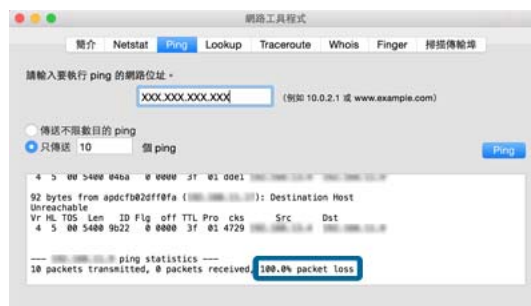 網路工具程式
簡介 Netstat Ping Lookup Traceroute Whois Finger 掃描傳輸埠
請輸入要執行 ping 的網路位址。
XXX.XXX.XXX.XXX (例如 10.0.2.1 或 www.example.com)
傳送不限數目的 ping
只傳送 10 個 ping
Ping
4 5 00 5400 046a 0 0000 3f 01 dde1
92 bytes from apdcfb02dff0fa ( ): Destination Host
Unreachable
Vr HL TOS Len ID Flg off TTL Pro cks Src Dst
4 5 00 5400 9b22 0 0000 3f 01 4729
--- ping statistics ---
10 packets transmitted, 0 packets received, 100.0% packet loss